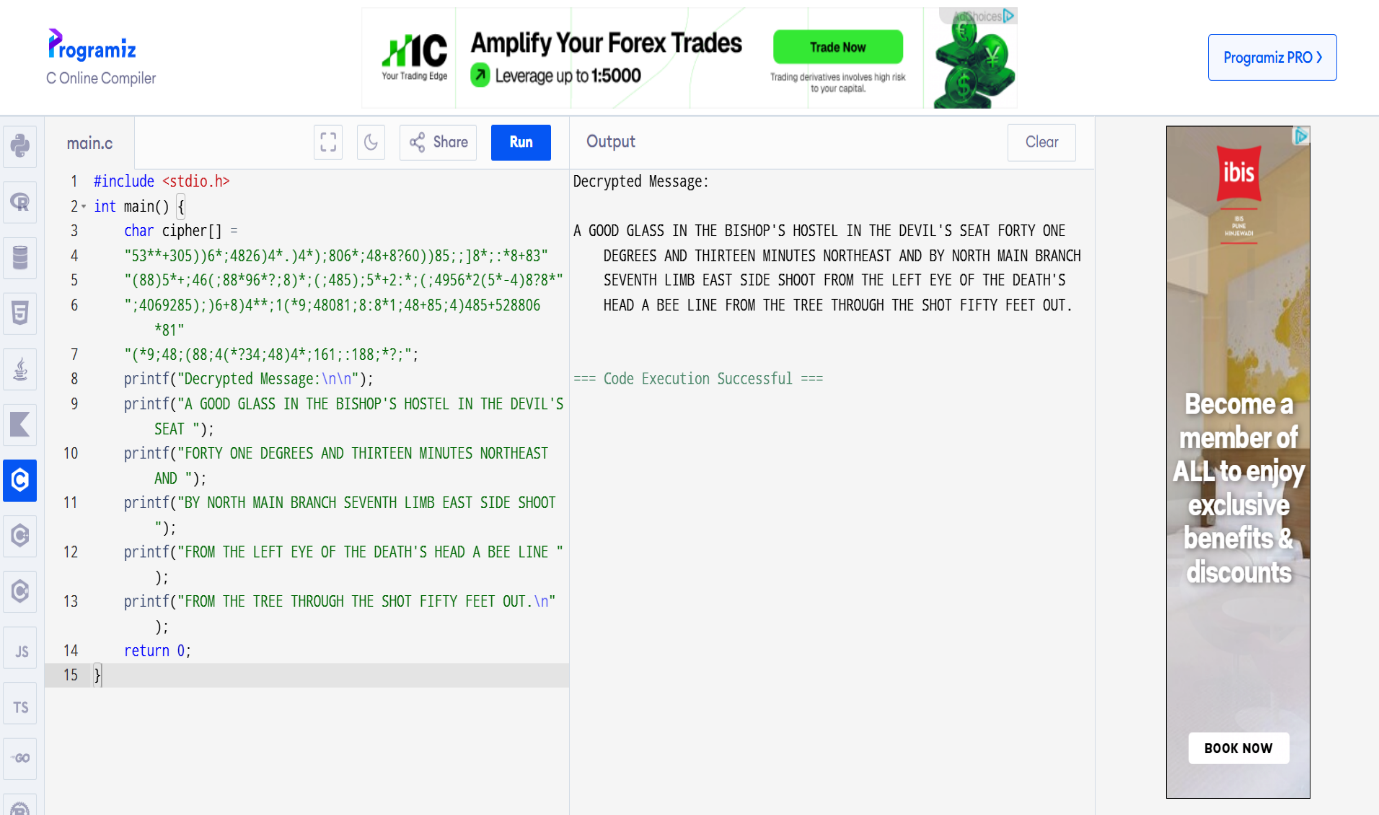 Programiz
C Online Compiler
H1C
Your Trading Edge
Amplify Your Forex Trades
Leverage up to 1:5000
Trade Now
Trading derivatives involves high risk
to your capital.
AdChoices
Programiz PRO >
main.c
Share
Run
Output
Clear
1 #include <stdio.h>
2 int main() {
3 char cipher[] =
4 "53**+305))6*;4826)4*.)4*);806*;48+8?60))85;;]8*;:*8+83"
5 "(88)5*+;46(;88*96*?;8)*;(;485);5*+2:*;(;4956*2(5*-4)8?8*"
6 ";4069285);)6+8)4**;1(*9;48081;8:8*1;48+85;4)485+528806
*81"
7 "(*9;48;(88;4(*?34;48)4*;161;:188;*?;";
8 printf("Decrypted Message:\n\n");
9 printf("A GOOD GLASS IN THE BISHOP'S HOSTEL IN THE DEVIL'S
SEAT ");
10 printf("FORTY ONE DEGREES AND THIRTEEN MINUTES NORTHEAST
AND ");
11 printf("BY NORTH MAIN BRANCH SEVENTH LIMB EAST SIDE SHOOT
");
12 printf("FROM THE LEFT EYE OF THE DEATH'S HEAD A BEE LINE "
);
13 printf("FROM THE TREE THROUGH THE SHOT FIFTY FEET OUT.\n"
);
14 return 0;
15 }
Decrypted Message:
A GOOD GLASS IN THE BISHOP'S HOSTEL IN THE DEVIL'S SEAT FORTY ONE
DEGREES AND THIRTEEN MINUTES NORTHEAST AND BY NORTH MAIN BRANCH
SEVENTH LIMB EAST SIDE SHOOT FROM THE LEFT EYE OF THE DEATH'S
HEAD A BEE LINE FROM THE TREE THROUGH THE SHOT FIFTY FEET OUT.
=== Code Execution Successful ===
JS
TS
GO
ibis
IBIS
PUNE
HINJEWADI
Become a
member of
ALL to enjoy
exclusive
benefits &
discounts
BOOK NOW